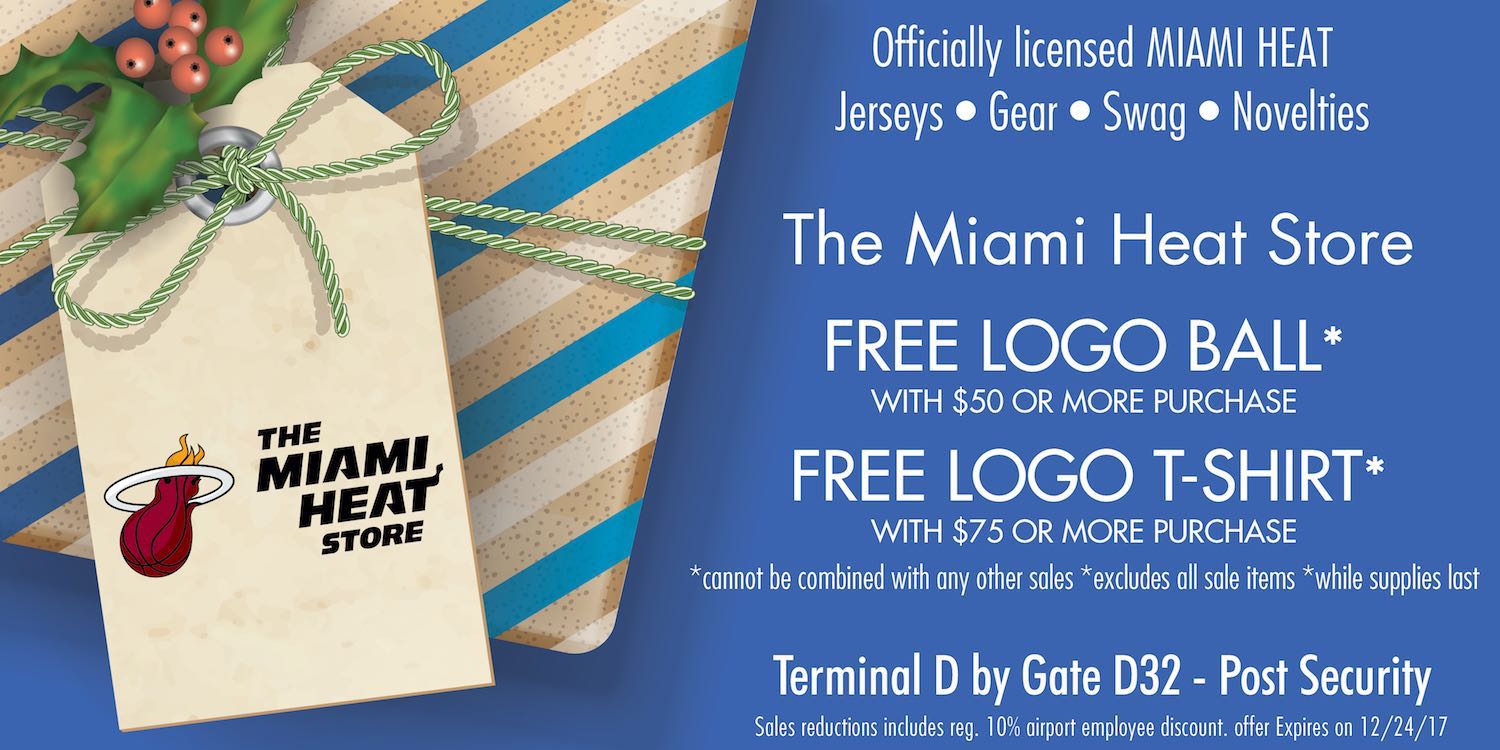 Officially licensed MIAMI HEAT
Jerseys • Gear • Swag • Novelties
The Miami Heat Store
FREE LOGO BALL*
WITH $50 OR MORE PURCHASE
FREE LOGO T-SHIRT*
WITH $75 OR MORE PURCHASE
*cannot be combined with any other sales *excludes all sale items *while supplies last
Terminal D by Gate D32 - Post Security
Sales reductions includes reg. 10% airport employee discount. offer Expires on 12/24/17
THE
MIAMI
HEAT
STORE